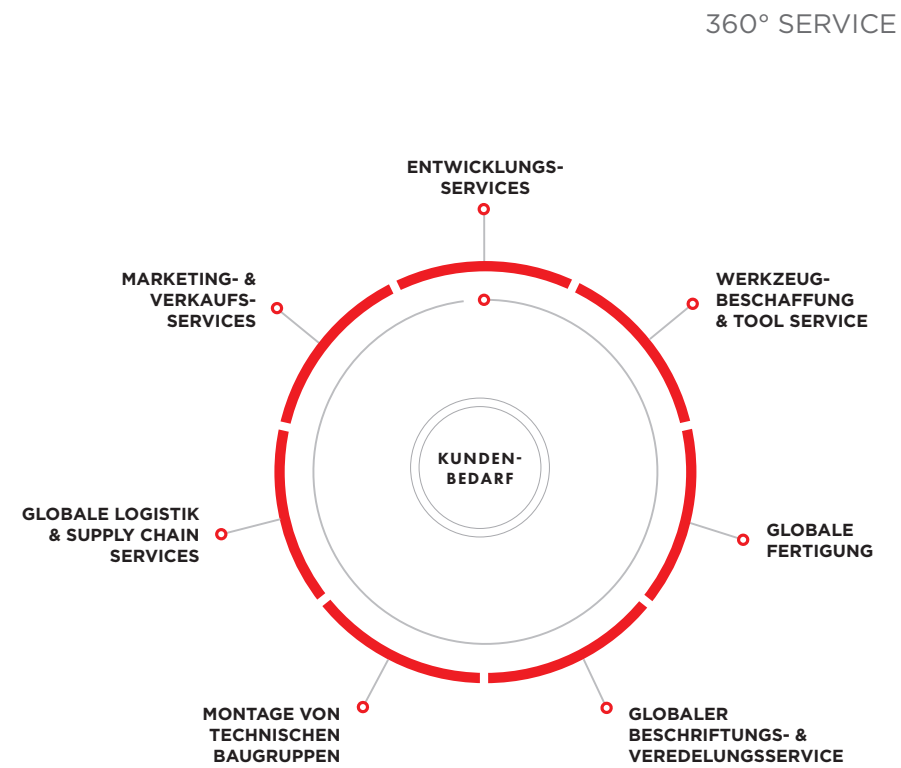 360° SERVICE
ENTWICKLUNGS-
SERVICES
WERKZEUG-
BESCHAFFUNG
& TOOL SERVICE
GLOBALE
FERTIGUNG
GLOBALER
BESCHRIFTUNGS- &
VEREDELUNGSSERVICE
MONTAGE VON
TECHNISCHEN
BAUGRUPPEN
GLOBALE LOGISTIK
& SUPPLY CHAIN
SERVICES
MARKETING- &
VERKAUFS-
SERVICES
KUNDEN-
BEDARF